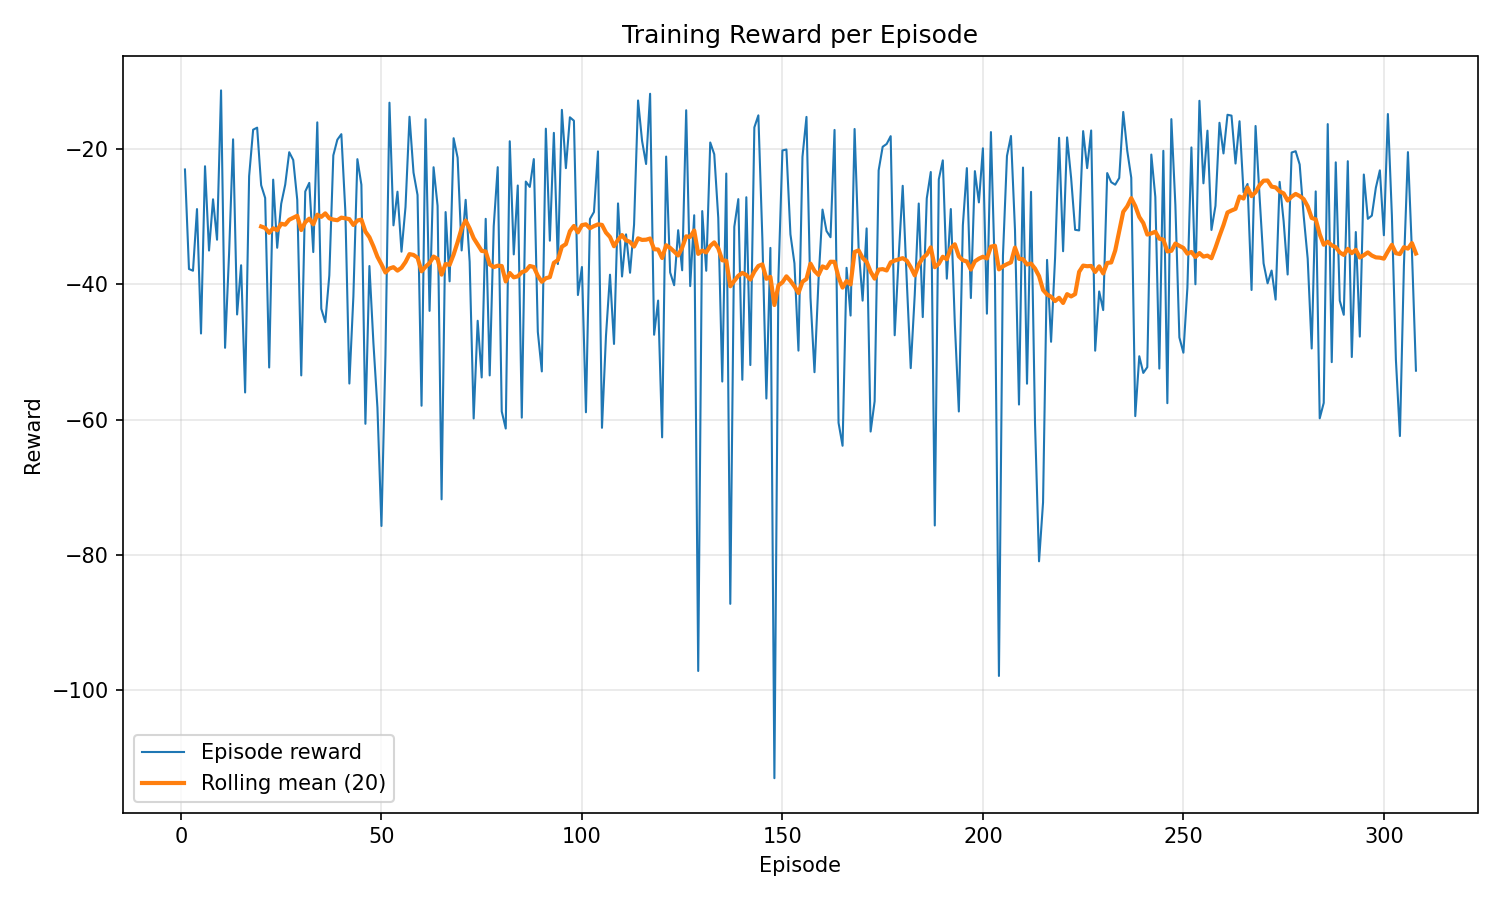 Training Reward per Episode
Reward
−20
−40
−60
−80
−100
Episode reward
Rolling mean (20)
0
50
100
150
200
250
300
Episode